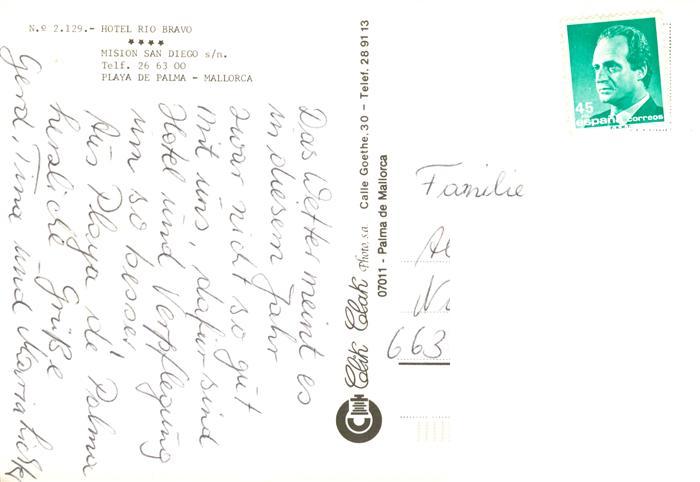 N.º 2.129.- HOTEL RIO BRAVO
★★★★
MISION SAN DIEGO s/n.
Telf. 26 63 00
PLAYA DE PALMA - MALLORCA
Das Wetter meint es
in diesem Jahr
zwar nicht so gut
mit uns, dafür sind
Hotel und Verpflegung
um so besser.
Aus Playa de Palma
herzliche Grüße
Gerd, Tina und Maria
Clik Clak Photo, s.a. Calle Goethe, 30 – Telef. 28 91 13
07011 - Palma de Mallorca
45
españa correos
Familie
663